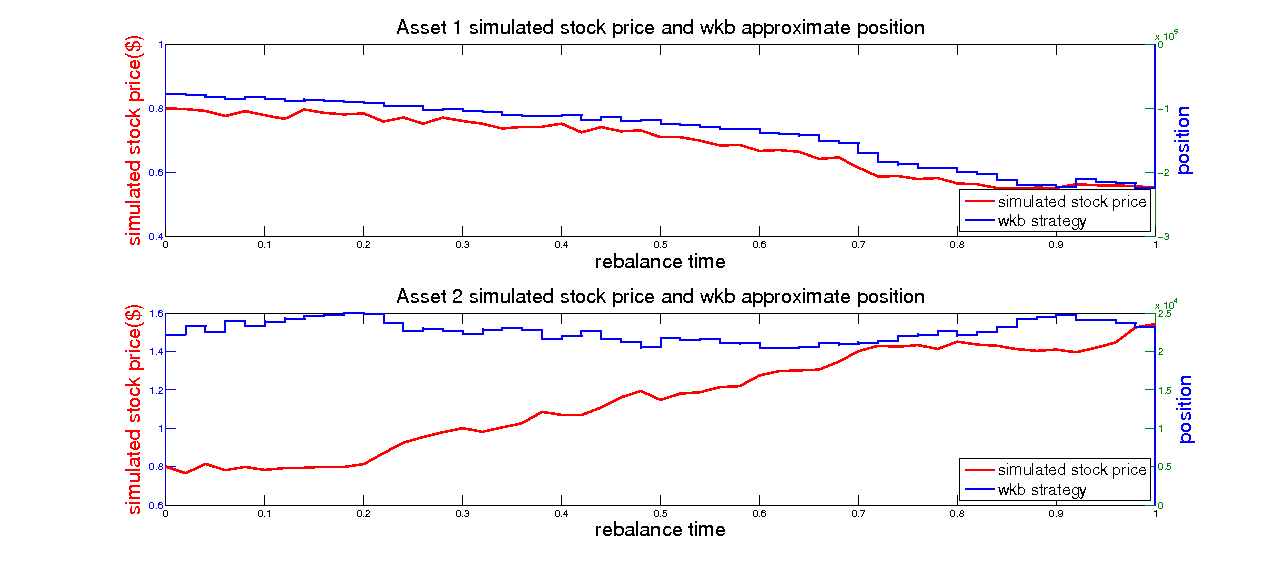 Asset 1 simulated stock price and wkb approximate position
x 10^5
simulated stock price($)
1
0.8
0.6
0.4
0
-1
-2
-3
position
simulated stock price
wkb strategy
0 0.1 0.2 0.3 0.4 0.5 0.6 0.7 0.8 0.9 1
rebalance time
Asset 2 simulated stock price and wkb approximate position
x 10^4
simulated stock price($)
1.6
1.4
1.2
1
0.8
0.6
2.5
2
1.5
1
0.5
0
position
simulated stock price
wkb strategy
0 0.1 0.2 0.3 0.4 0.5 0.6 0.7 0.8 0.9 1
rebalance time